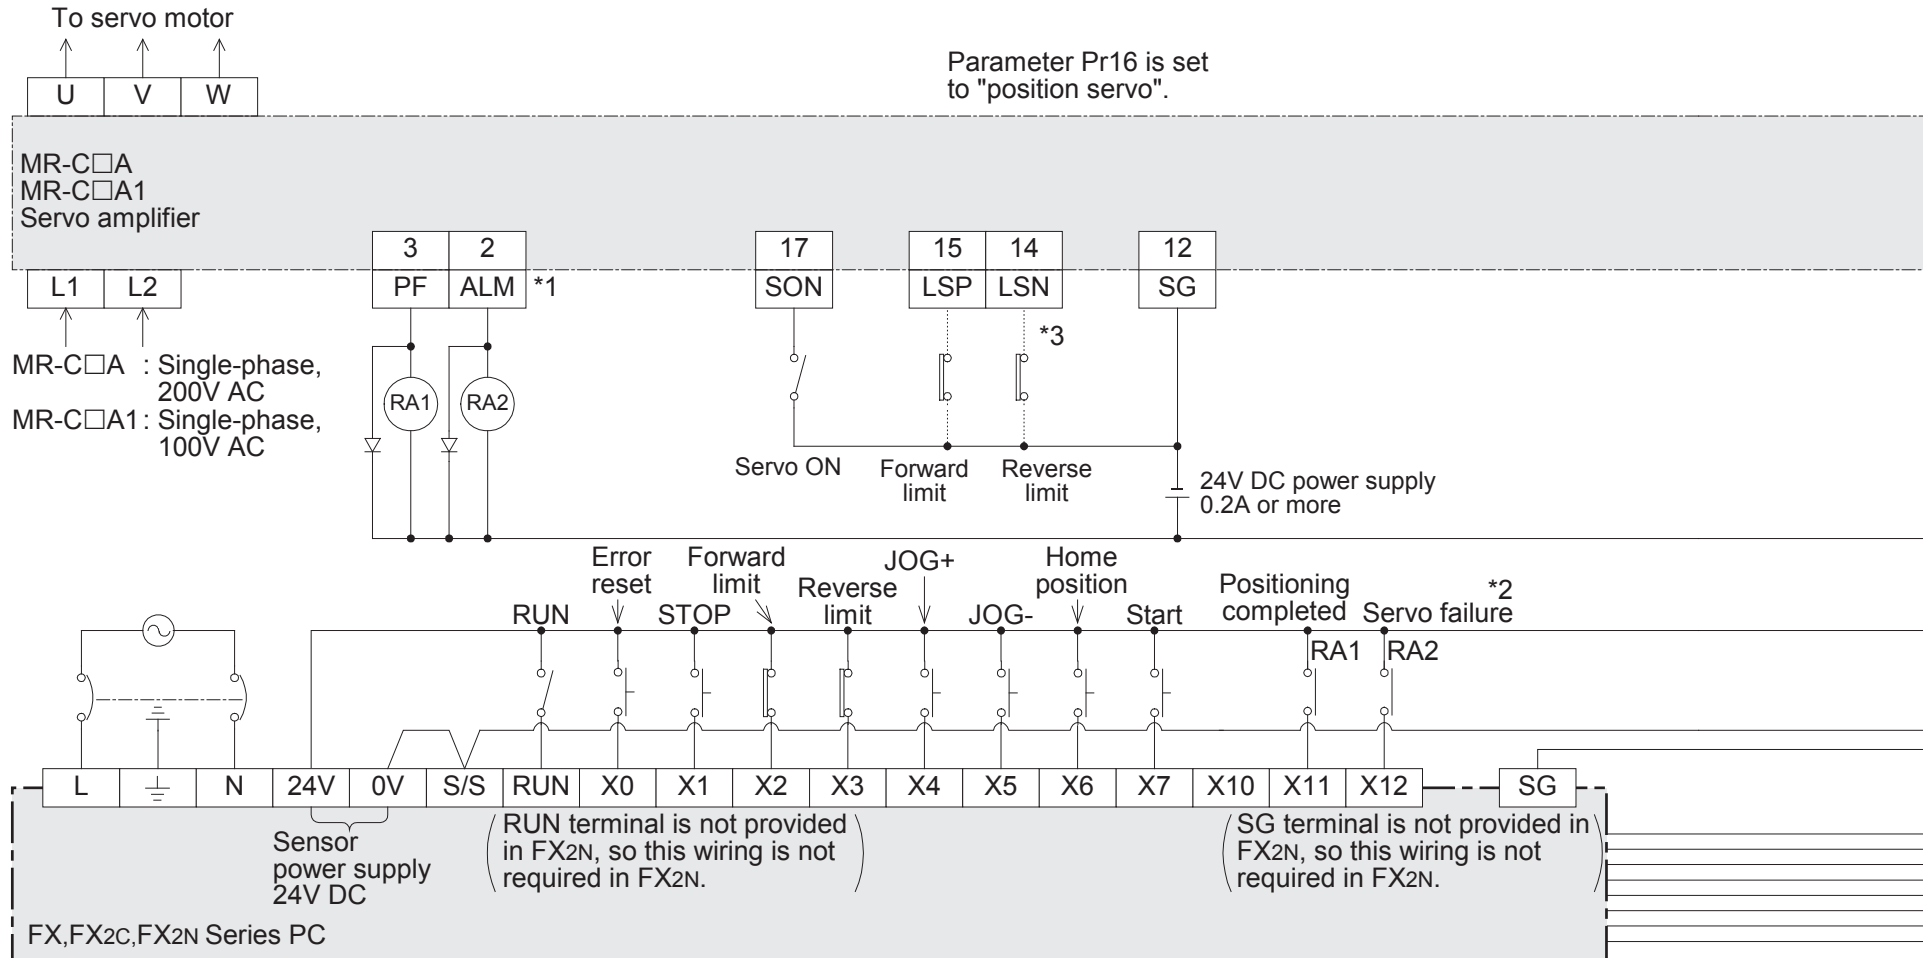 To servo motor
Parameter Pr16 is set
to "position servo".
U V W
MR-C□A
MR-C□A1
Servo amplifier
3 2 17 15 14 12
L1 L2 PF ALM *1 SON LSP LSN SG
*3
MR-C□A : Single-phase,
200V AC
MR-C□A1 : Single-phase,
100V AC
RA1 RA2
Servo ON
Forward
limit
Reverse
limit
24V DC power supply
0.2A or more
Error
reset
Forward
limit
JOG+
Home
position
RUN
STOP
Reverse
limit
JOG-
Start
Positioning
completed
*2
Servo failure
RA1 RA2
L N 24V 0V S/S RUN X0 X1 X2 X3 X4 X5 X6 X7 X10 X11 X12 SG
Sensor
power supply
24V DC
(RUN terminal is not provided
in FX2N, so this wiring is not
required in FX2N.)
(SG terminal is not provided in
FX2N, so this wiring is not
required in FX2N.)
FX,FX2C,FX2N Series PC